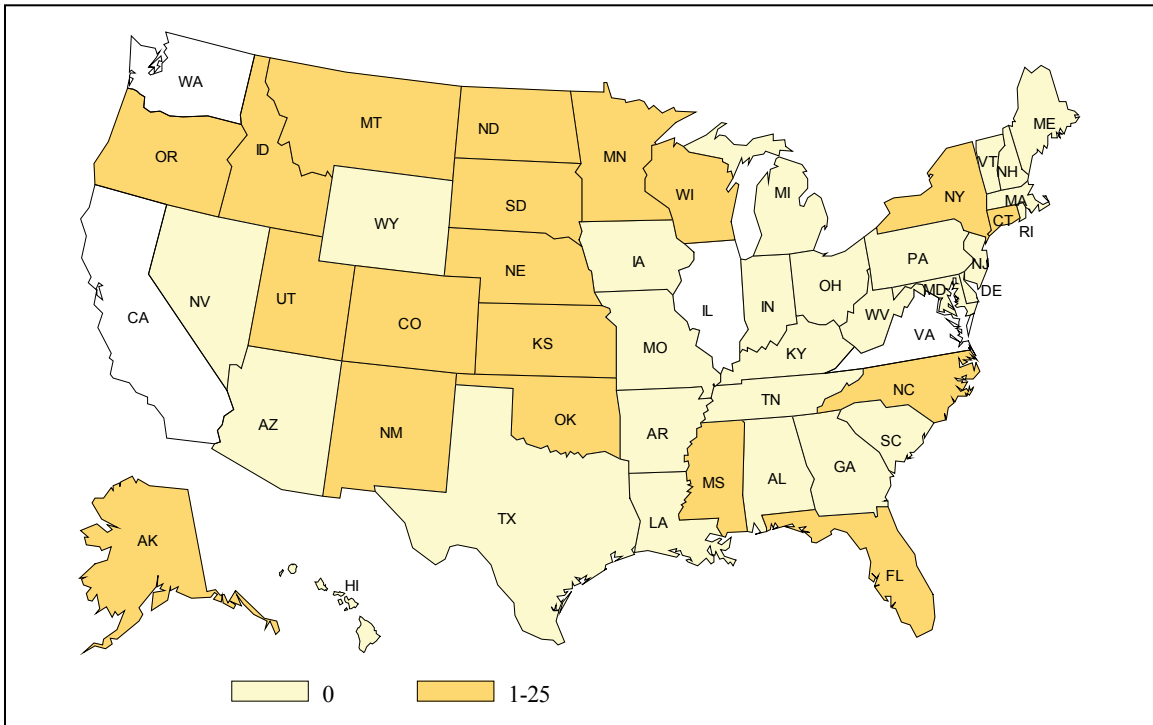 WA
MT
ND
MN
ME
OR
ID
SD
WI
MI
VT
NH
NY
MA
CT
RI
WY
NE
IA
PA
NJ
NV
UT
CO
IL
IN
OH
MD
DE
CA
KS
MO
WV
VA
KY
AZ
NM
OK
AR
TN
NC
SC
MS
AL
GA
TX
LA
AK
HI
FL
0
1-25